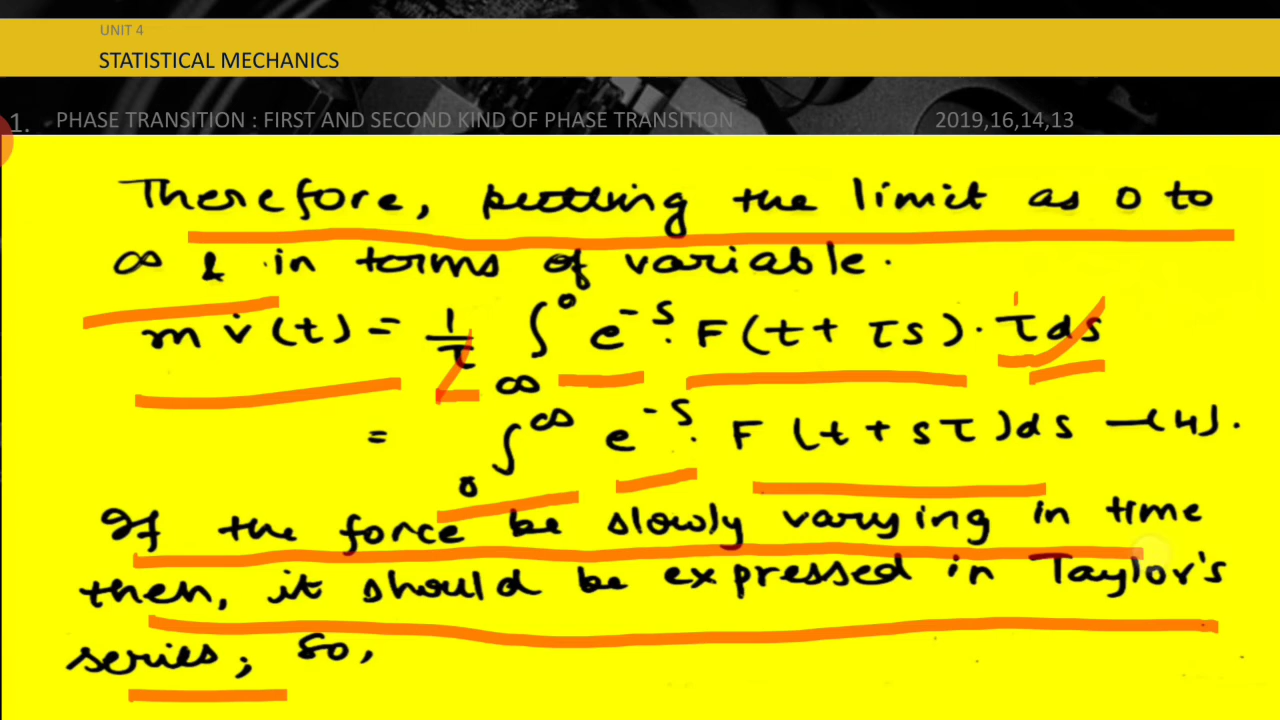 UNIT 4
STATISTICAL MECHANICS
1. PHASE TRANSITION : FIRST AND SECOND KIND OF PHASE TRANSITION 2019,16,14,13
Therefore, putting the limit as 0 to
∞ & in terms of variable.
m v̇(t) = 1/τ ∫_∞^0 e^{-s}. F(t + τs). τds
= ∫_0^∞ e^{-s}. F (t + sτ)ds —(4).
If the force be slowly varying in time
then, it should be expressed in Taylor's
series; So,